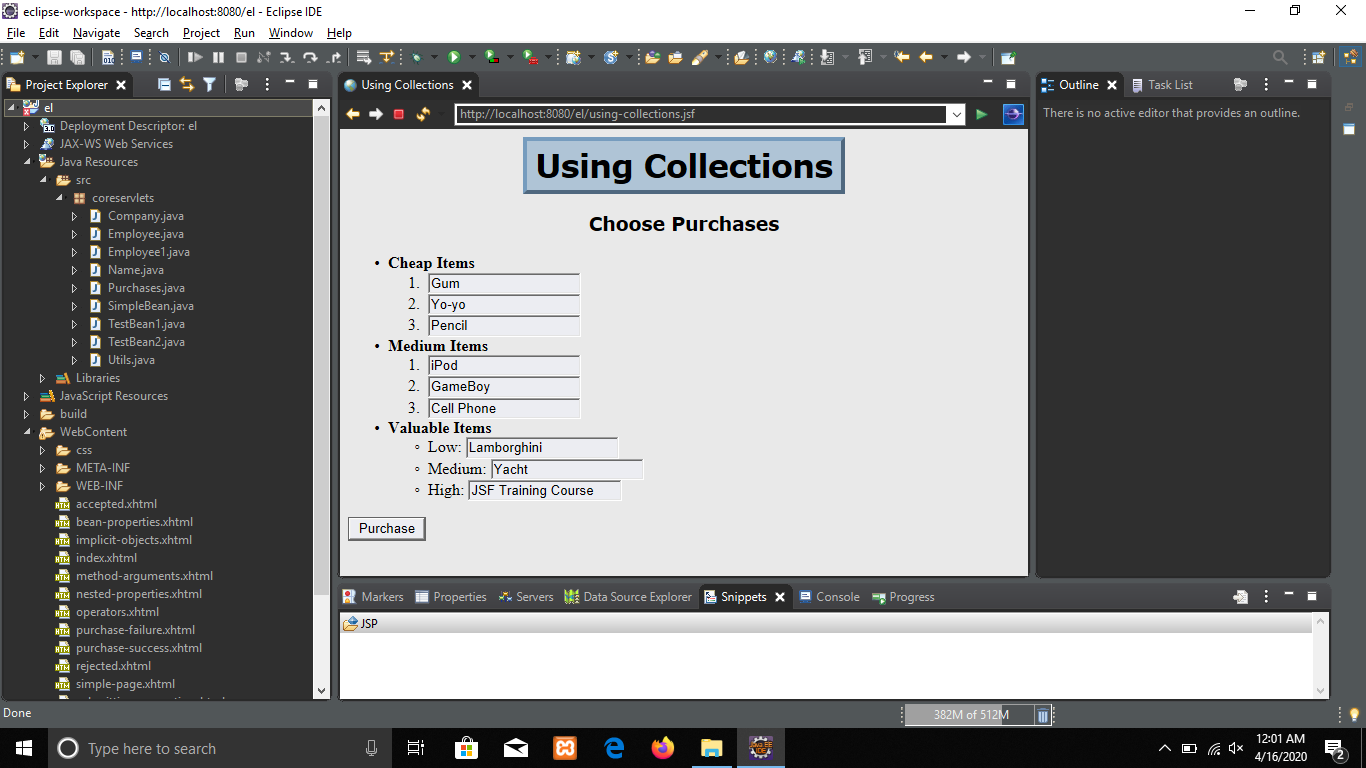 eclipse-workspace - http://localhost:8080/el - Eclipse IDE
File Edit Navigate Search Project Run Window Help
Project Explorer
el
Deployment Descriptor: el
JAX-WS Web Services
Java Resources
src
coreservlets
Company.java
Employee.java
Employee1.java
Name.java
Purchases.java
SimpleBean.java
TestBean1.java
TestBean2.java
Utils.java
Libraries
JavaScript Resources
build
WebContent
css
META-INF
WEB-INF
accepted.xhtml
bean-properties.xhtml
implicit-objects.xhtml
index.xhtml
method-arguments.xhtml
nested-properties.xhtml
operators.xhtml
purchase-failure.xhtml
purchase-success.xhtml
rejected.xhtml
simple-page.xhtml
Using Collections
http://localhost:8080/el/using-collections.jsf
Using Collections
Choose Purchases
• Cheap Items
1. Gum
2. Yo-yo
3. Pencil
• Medium Items
1. iPod
2. GameBoy
3. Cell Phone
• Valuable Items
Low: Lamborghini
Medium: Yacht
High: JSF Training Course
Purchase
Outline Task List
There is no active editor that provides an outline.
Markers Properties Servers Data Source Explorer Snippets Console Progress
JSP
Done
382M of 512M
Type here to search
12:01 AM
4/16/2020
2